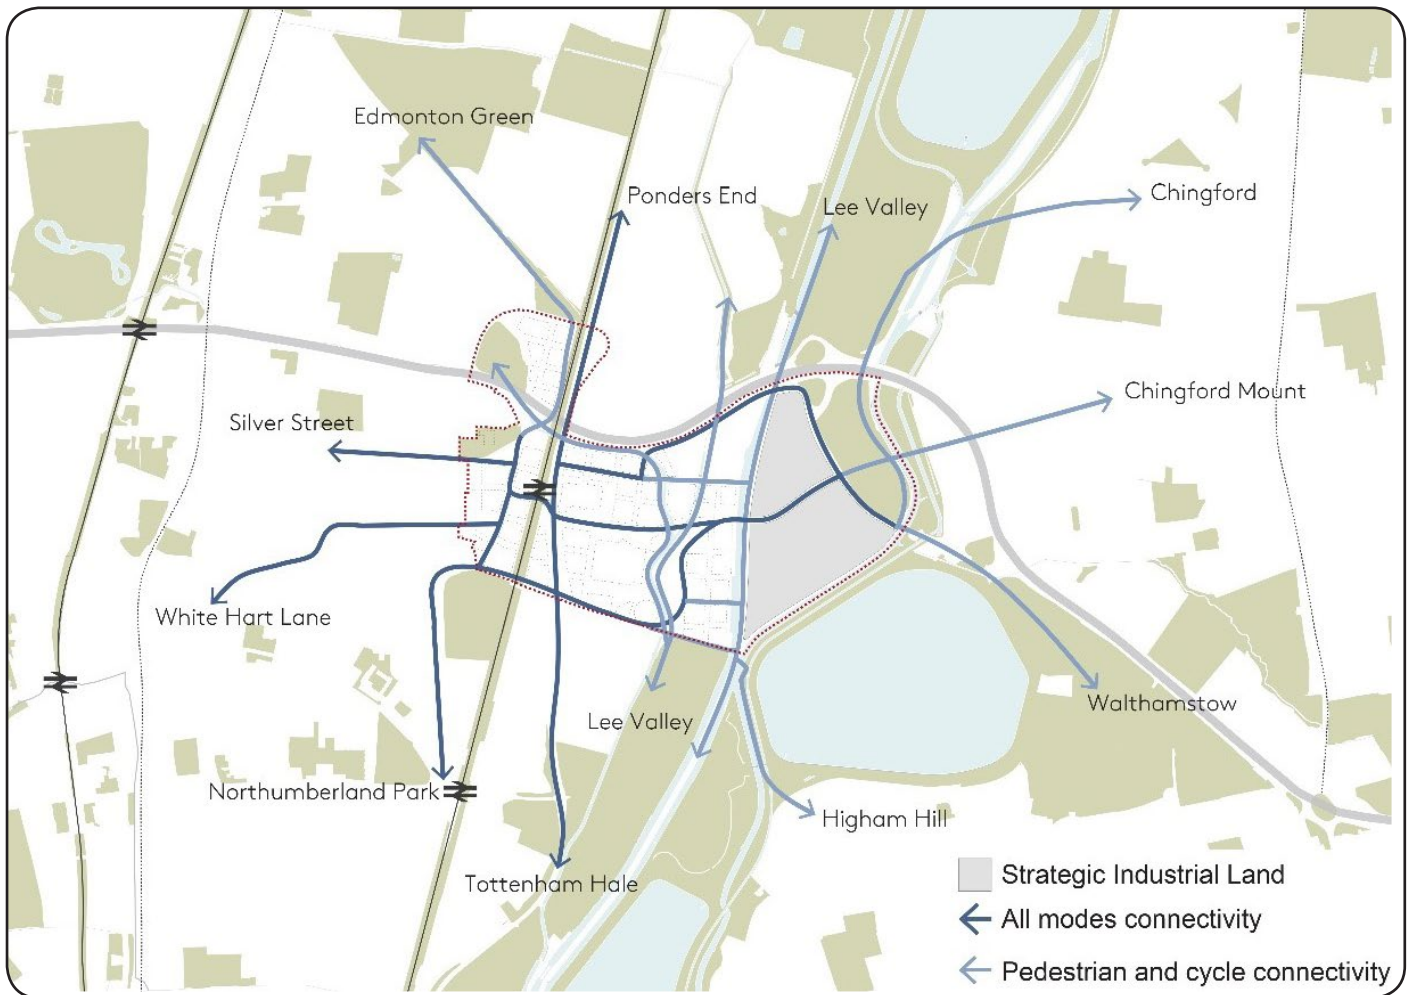 Edmonton Green
Ponders End
Lee Valley
Chingford
Chingford Mount
Silver Street
White Hart Lane
Walthamstow
Lee Valley
Northumberland Park
Higham Hill
Tottenham Hale
Strategic Industrial Land
All modes connectivity
Pedestrian and cycle connectivity